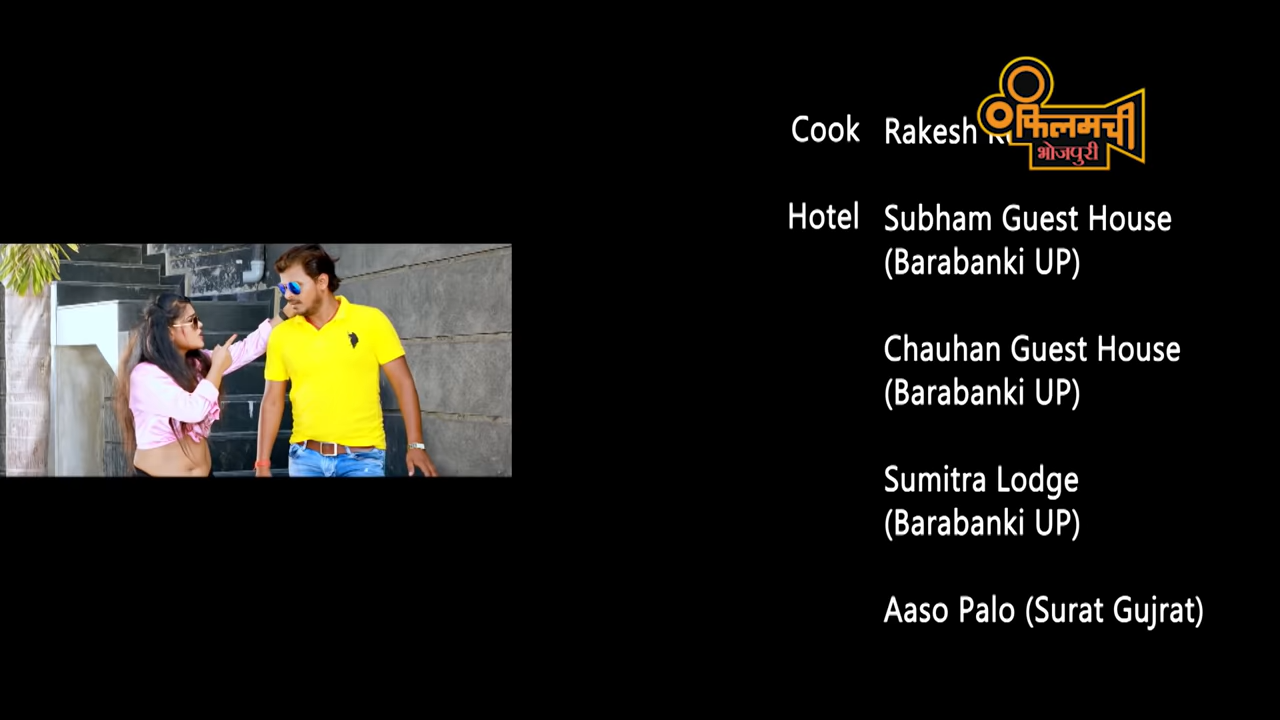 Cook Rakesh
फिलमची
भोजपुरी
Hotel Subham Guest House
(Barabanki UP)
Chauhan Guest House
(Barabanki UP)
Sumitra Lodge
(Barabanki UP)
Aaso Palo (Surat Gujrat)